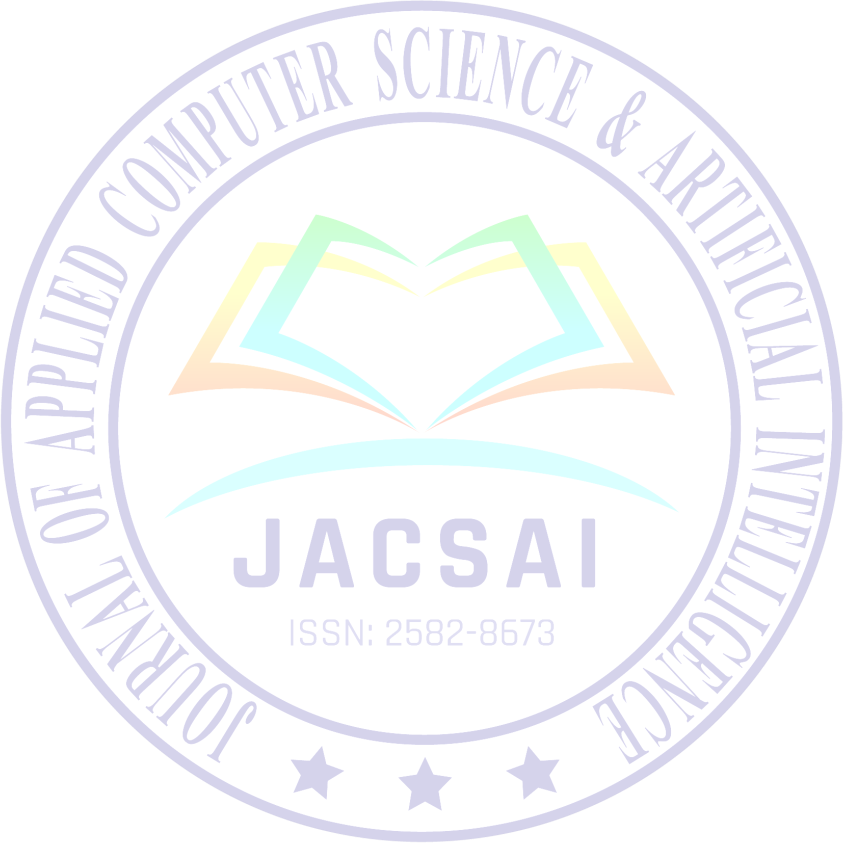 JOURNAL OF APPLIED COMPUTER SCIENCE & ARTIFICIAL INTELLIGENCE
JACSAI
ISSN: 2582-8673